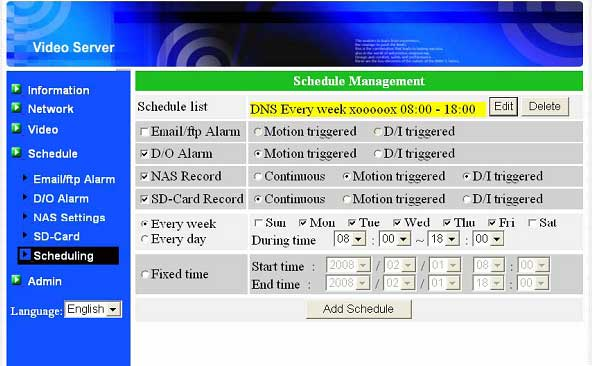 Video Server
Information
Network
Video
Schedule
Email/ftp Alarm
D/O Alarm
NAS Settings
SD-Card
Scheduling
Admin
Language: English
Schedule Management
Schedule list DNS Every week xooooox 08:00 - 18:00 Edit Delete
Email/ftp Alarm Motion triggered D/I triggered
D/O Alarm Motion triggered D/I triggered
NAS Record Continuous Motion triggered D/I triggered
SD-Card Record Continuous Motion triggered D/I triggered
Every week Sun Mon Tue Wed Thu Fri Sat
Every day During time 08 : 00 ~ 18 : 00
Fixed time Start time : 2008 / 02 / 01 08 : 00
End time : 2008 / 02 / 01 18 : 00
Add Schedule